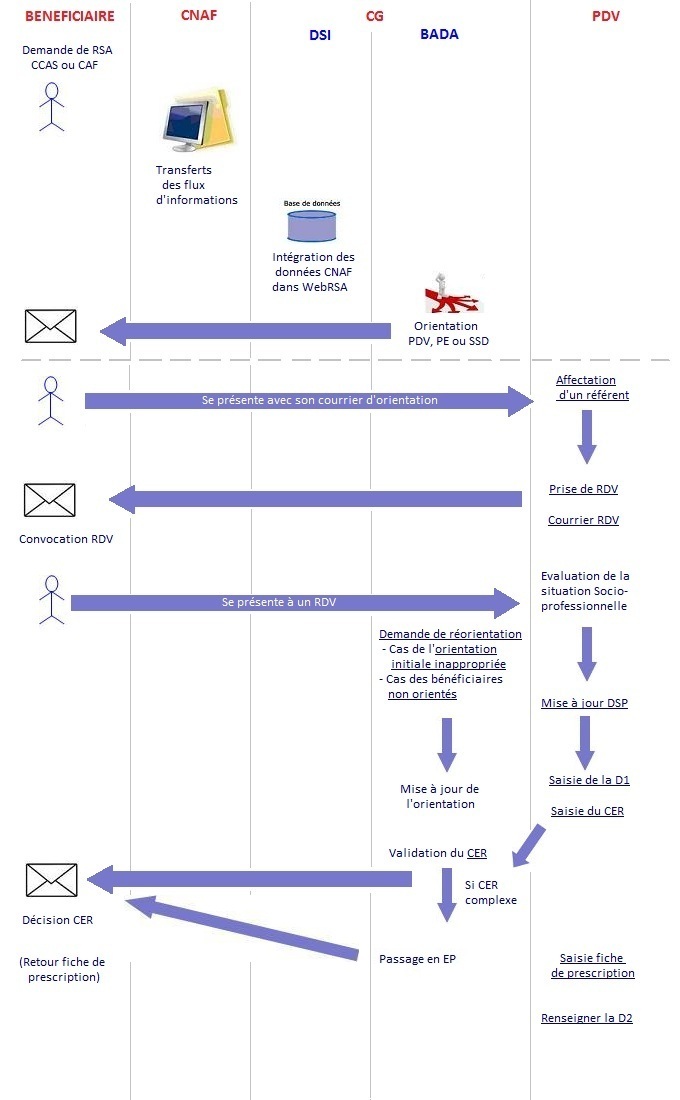 BENEFICIAIRE
CNAF
CG
PDV
DSI
BADA
Demande de RSA
CCAS ou CAF
Transferts
des flux
d'informations
Base de données
Intégration des
données CNAF
dans WebRSA
Orientation
PDV, PE ou SSD
Se présente avec son courrier d'orientation
Affectation
d'un référent
Prise de RDV
Courrier RDV
Convocation RDV
Se présente à un RDV
Evaluation de la
situation Socio-
professionnelle
Demande de réorientation
- Cas de l'orientation
initiale inappropriée
- Cas des bénéficiaires
non orientés
Mise à jour DSP
Mise à jour de
l'orientation
Saisie de la D1
Saisie du CER
Validation du CER
Si CER
complexe
Décision CER
(Retour fiche de
prescription)
Passage en EP
Saisie fiche
de prescription
Renseigner la D2